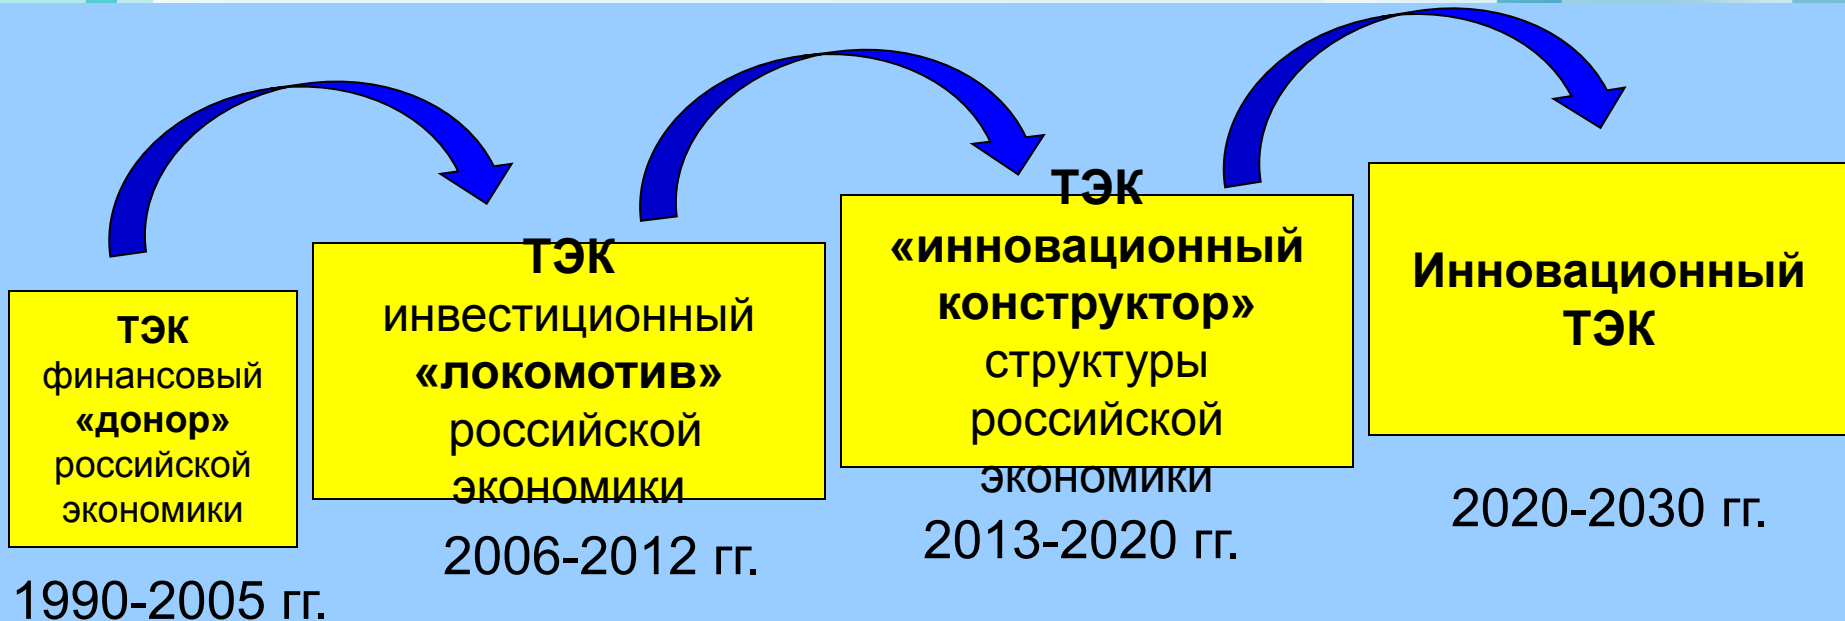 ТЭК
финансовый
«донор»
российской
экономики
1990-2005 гг.
ТЭК
инвестиционный
«локомотив»
российской
экономики
2006-2012 гг.
ТЭК
«инновационный
конструктор»
структуры
российской
экономики
2013-2020 гг.
Инновационный
ТЭК
2020-2030 гг.